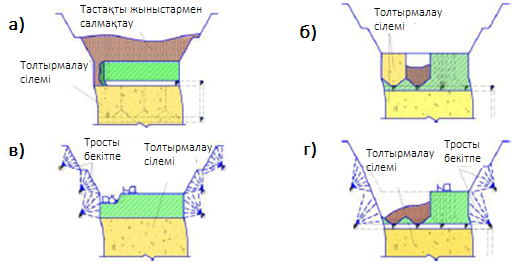 а)
Тастақты жыныстармен
салмақтау
Толтырмалау
сілемі
б)
Толтырмалау
сілемі
в)
Тросты
бекітпе
Толтырмалау
сілемі
г)
Толтырмалау
сілемі
Тросты
бекітпе